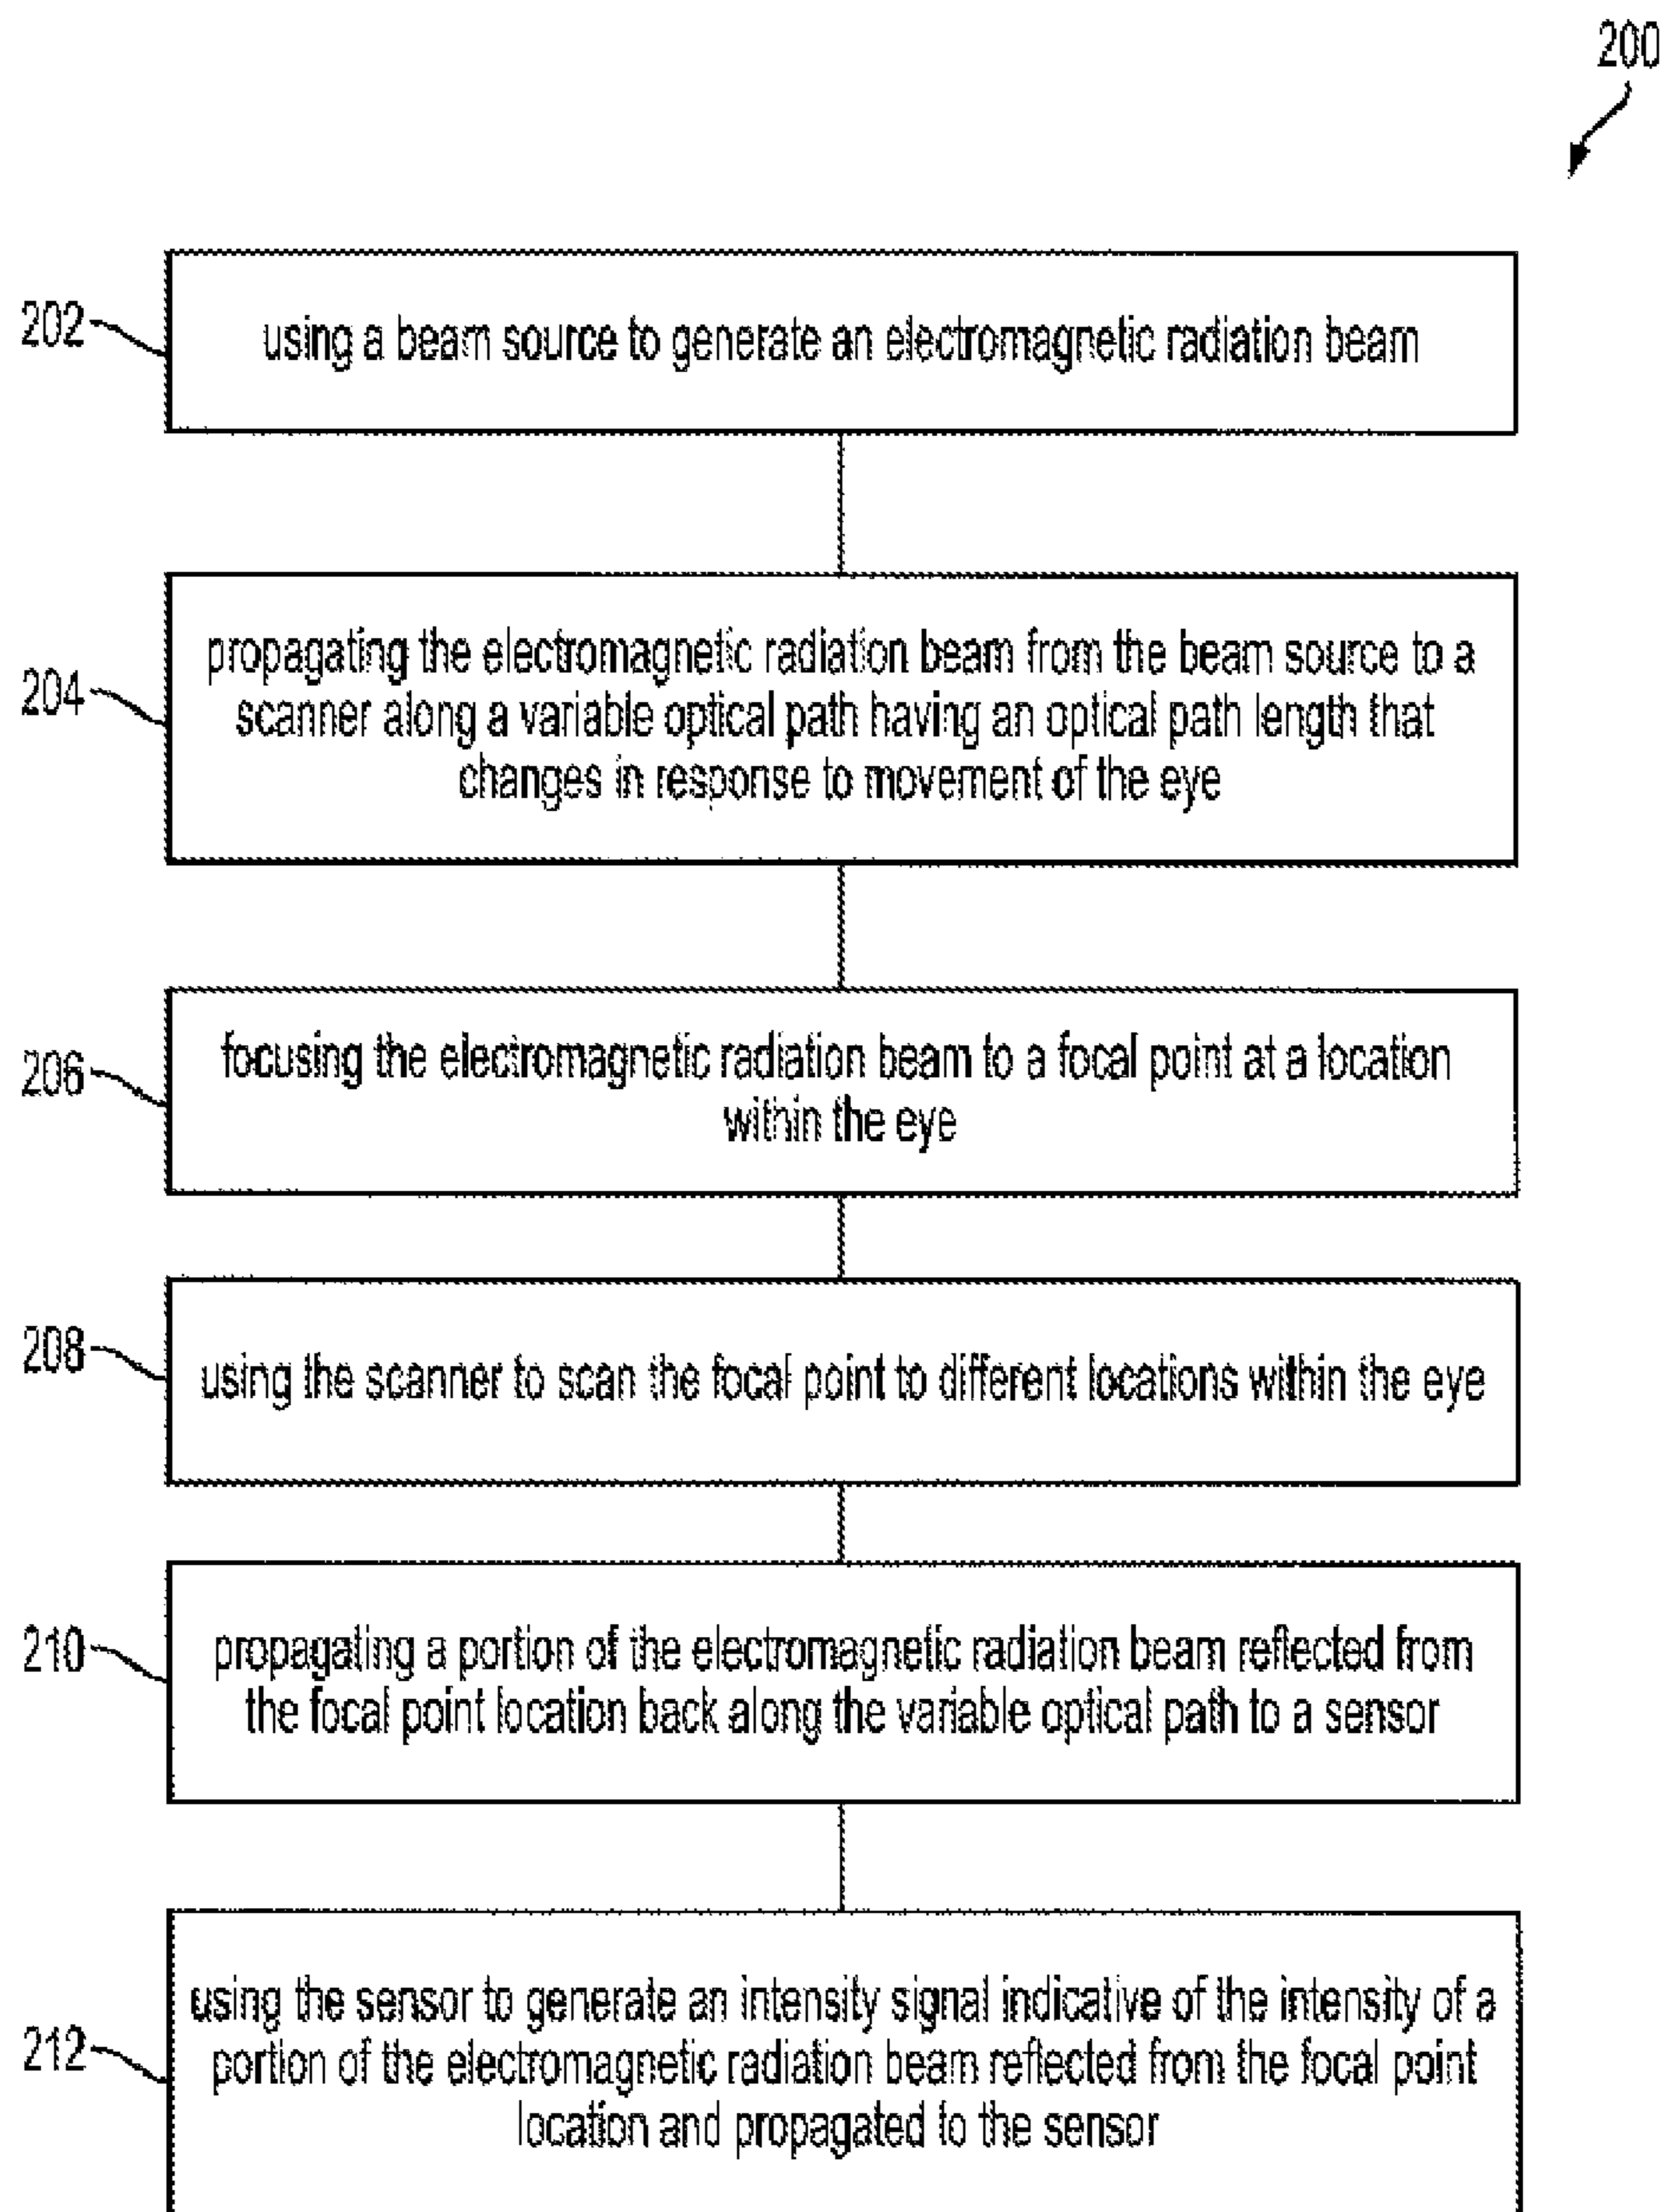 200
202
using a beam source to generate an electromagnetic radiation beam
204
propagating the electromagnetic radiation beam from the beam source to a
scanner along a variable optical path having an optical path length that
changes in response to movement of the eye
206
focusing the electromagnetic radiation beam to a focal point at a location
within the eye
208
using the scanner to scan the focal point to different locations within the eye
210
propagating a portion of the electromagnetic radiation beam reflected from
the focal point location back along the variable optical path to a sensor
212
using the sensor to generate an intensity signal indicative of the intensity of a
portion of the electromagnetic radiation beam reflected from the focal point
location and propagated to the sensor